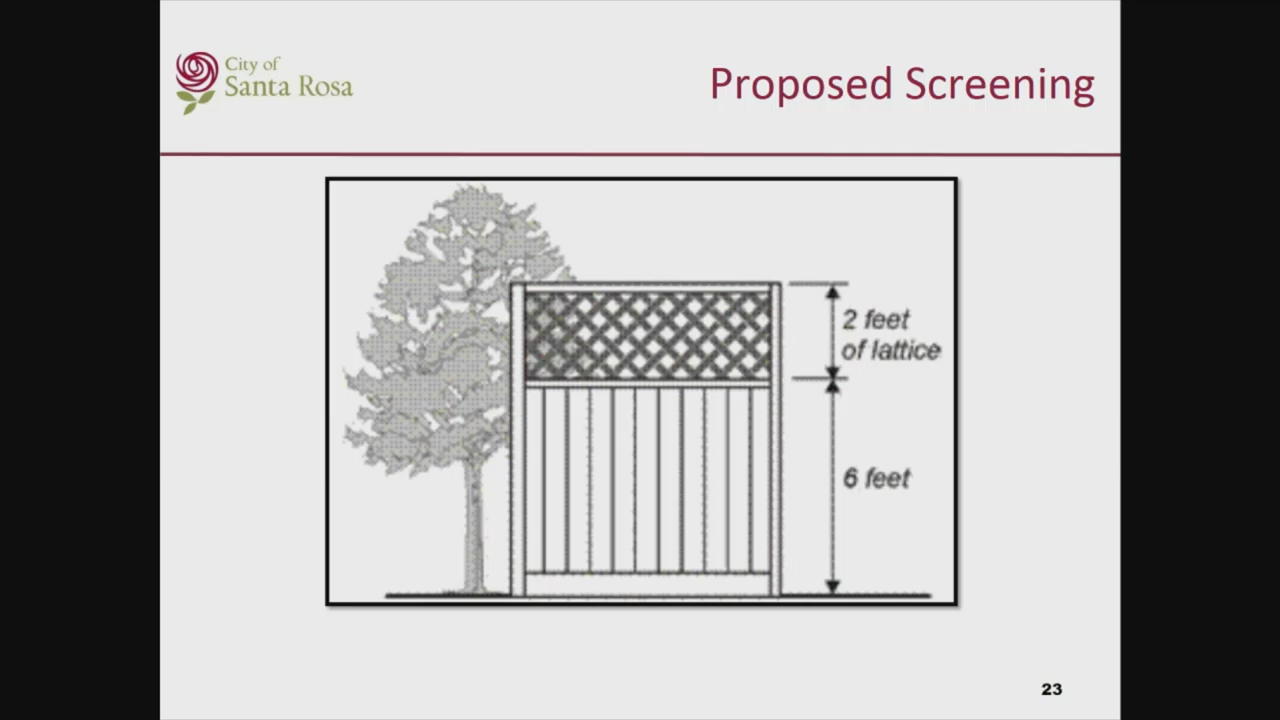 City of
Santa Rosa
Proposed Screening
2 feet
of lattice
6 feet
23